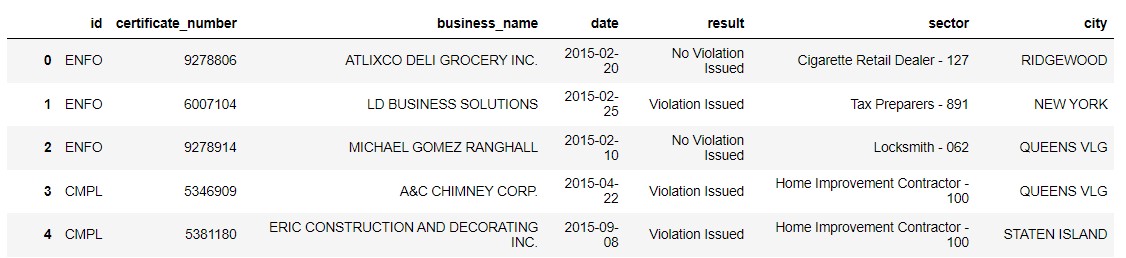 id certificate_number business_name date result sector city
0 ENFO 9278806 ATLIXCO DELI GROCERY INC. 2015-02-
20 No Violation
Issued Cigarette Retail Dealer - 127 RIDGEWOOD
1 ENFO 6007104 LD BUSINESS SOLUTIONS 2015-02-
25 Violation Issued Tax Preparers - 891 NEW YORK
2 ENFO 9278914 MICHAEL GOMEZ RANGHALL 2015-02-
10 No Violation
Issued Locksmith - 062 QUEENS VLG
3 CMPL 5346909 A&C CHIMNEY CORP. 2015-04-
22 Violation Issued Home Improvement Contractor -
100 QUEENS VLG
4 CMPL 5381180 ERIC CONSTRUCTION AND DECORATING
INC. 2015-09-
08 Violation Issued Home Improvement Contractor -
100 STATEN ISLAND